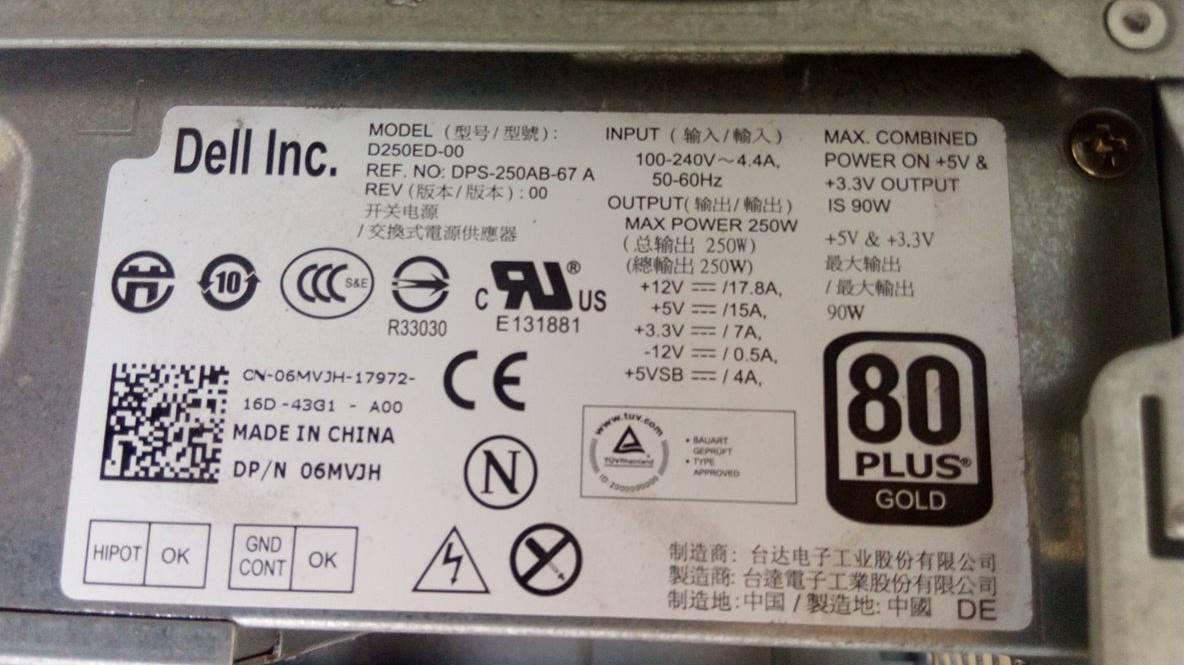 Dell Inc.
MODEL (型号/型號):
D250ED-00
REF. NO: DPS-250AB-67 A
REV (版本/版本): 00
开关电源
/交換式電源供應器
INPUT (输入/輸入)
100-240V～4.4A,
50-60Hz
OUTPUT(输出/輸出)
MAX POWER 250W
(总输出 250W)
(總輸出 250W)
+12V ⎓ /17.8A,
+5V ⎓ /15A,
+3.3V ⎓ / 7A,
-12V ⎓ / 0.5A,
+5VSB ⎓ / 4A,
MAX. COMBINED
POWER ON +5V &
+3.3V OUTPUT
IS 90W
+5V & +3.3V
最大输出
/ 最大輸出
90W
10
CCC S&E
R33030
C RU ® US
E131881
CN-06MVJH-17972-
16D-43G1 - A00
MADE IN CHINA
DP/N 06MVJH
CE
N
www.tuv.com
TÜVRheinland
ID 2000000000
• BAUART
GEPRÜFT
• TYPE
APPROVED
80
PLUS®
GOLD
HIPOT OK
GND
CONT OK
制造商: 台达电子工业股份有限公司
製造商: 台達電子工業股份有限公司
制造地:中国 / 製造地: 中國 DE